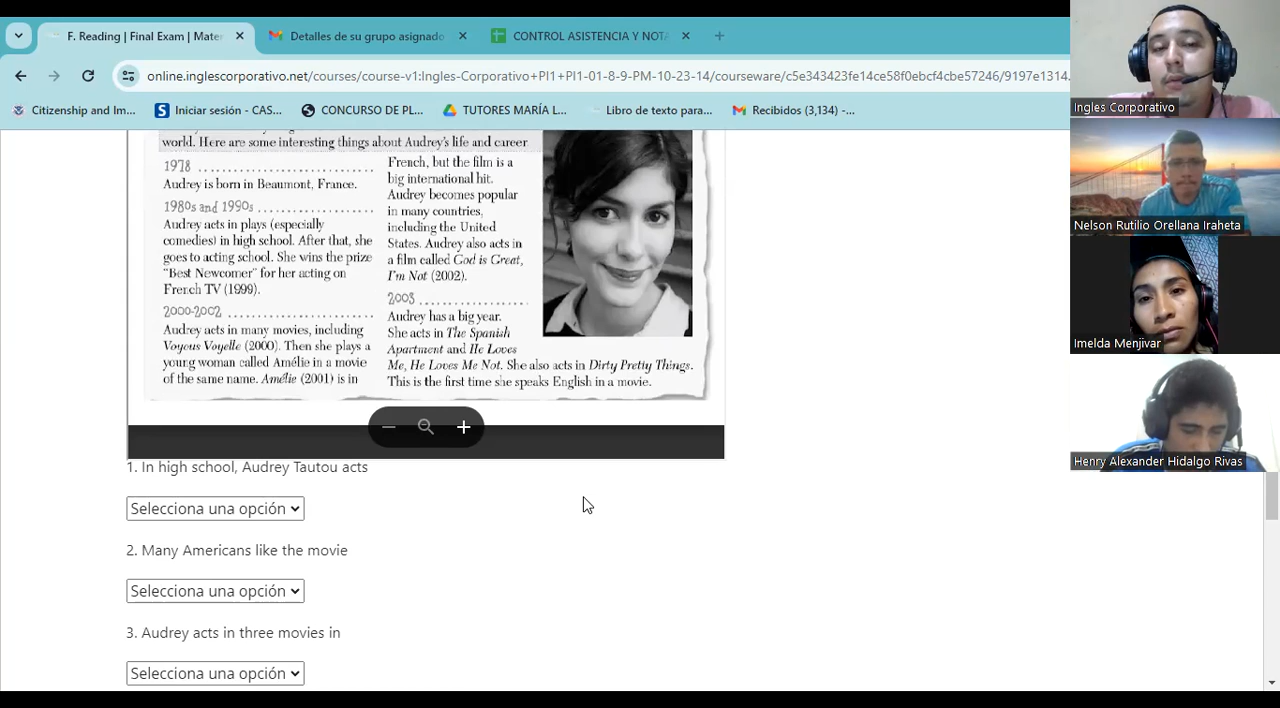 F. Reading | Final Exam | Mater
Detalles de su grupo asignado
CONTROL ASISTENCIA Y NOTA
online.inglescorporativo.net/courses/course-v1:Ingles-Corporativo+PI1+PI1-01-8-9-PM-10-23-14/courseware/c5e343423fe14ce58f0ebcf4cbe57246/9197e1314.
Citizenship and Im...
Iniciar sesión - CAS...
CONCURSO DE PL...
TUTORES MARÍA L...
Libro de texto para...
Recibidos (3,134) -...
world. Here are some interesting things about Audrey's life and career
1978
Audrey is born in Beaumont, France.
1980s and 1990s
Audrey acts in plays (especially
comedies) in high school. After that, she
goes to acting school. She wins the prize
"Best Newcomer" for her acting on
French TV (1999).
2000-2002
Audrey acts in many movies, including
Voyous Voyelle (2000). Then she plays a
young woman called Amélie in a movie
of the same name. Amélie (2001) is in
French, but the film is a
big international hit.
Audrey becomes popular
in many countries,
including the United
States. Audrey also acts in
a film called God is Great,
I'm Not (2002).
2003
Audrey has a big year.
She acts in The Spanish
Apartment and He Loves
Me, He Loves Me Not. She also acts in Dirty Pretty Things.
This is the first time she speaks English in a movie.
1. In high school, Audrey Tautou acts
Selecciona una opción
2. Many Americans like the movie
Selecciona una opción
3. Audrey acts in three movies in
Selecciona una opción
Ingles Corporativo
Nelson Rutilio Orellana Iraheta
Imelda Menjivar
Henry Alexander Hidalgo Rivas